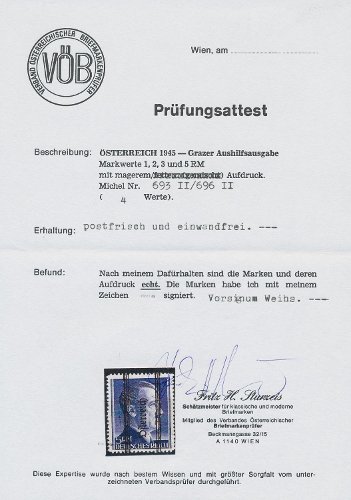 VERBAND ÖSTERREICHISCHER BRIEFMARKENPRÜFER
VÖB
Wien, am
Prüfungsattest
Beschreibung: ÖSTERREICH 1945 — Grazer Aushilfsausgabe
Markwerte 1, 2, 3 und 5 RM
mit magerem/ Aufdruck.
Michel Nr. 693 II/696 II
( 4 Werte).
Erhaltung: postfrisch und einwandfrei. ---
Befund: Nach meinem Dafürhalten sind die Marken und deren
Aufdruck echt. Die Marken habe ich mit meinem
Zeichen signiert. Vorsignum Weihs. ---
Fritz H. Sturzeis
Schätzmeister für klassische und moderne
Briefmarken
Mitglied des Verbandes Österreichischer
Briefmarkenprüfer
Beckmanngasse 32/15
A 1140 WIEN
Österreich
Diese Expertise wurde nach bestem Wissen und mit größter Sorgfalt vom unter-
zeichneten Verbandsprüfer durchgeführt.